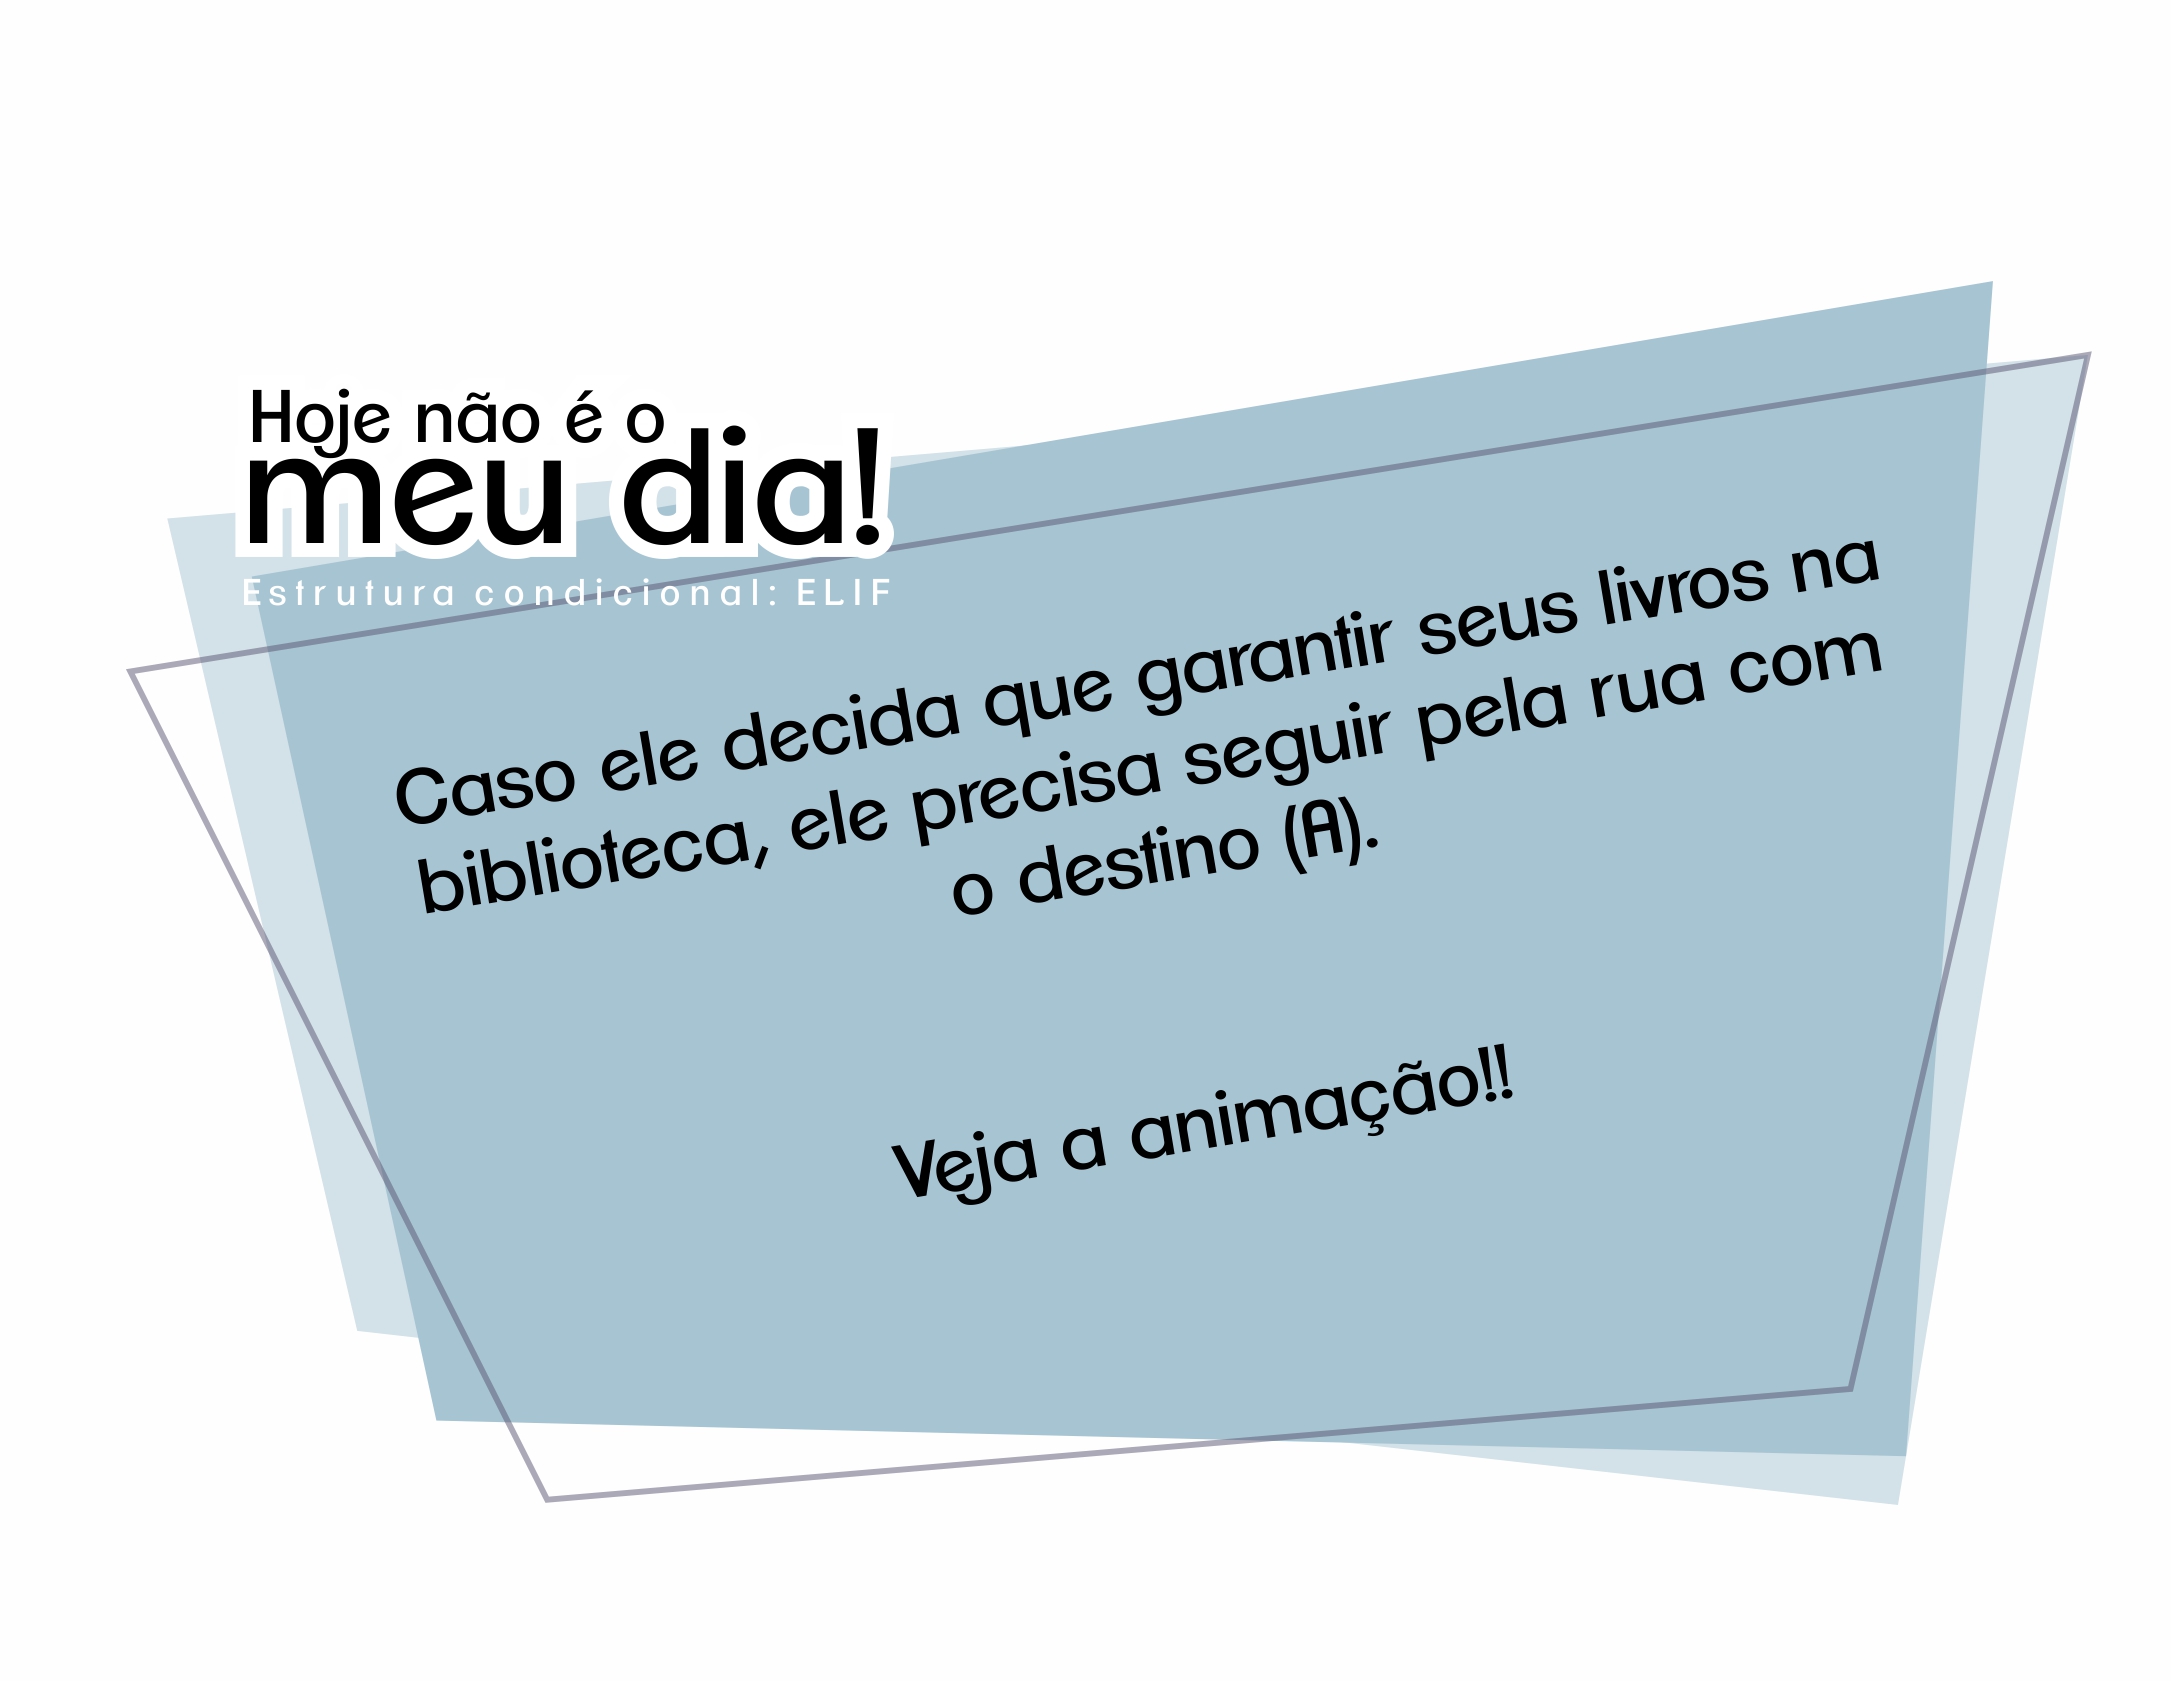 Hoje não é o
meu dia!
Estrutura condicional: ELIF
Caso ele decida que garantir seus livros na
biblioteca, ele precisa seguir pela rua com
o destino (A).
Veja a animação!!